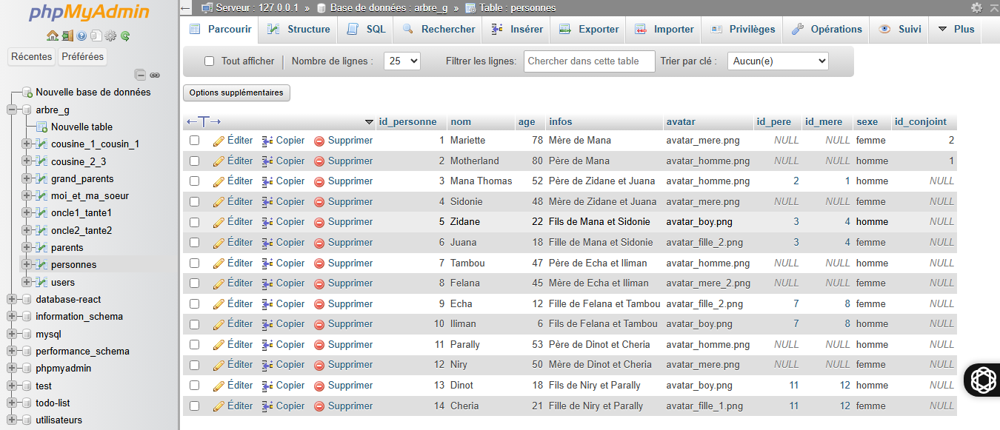 phpMyAdmin
Récentes Préférées
Nouvelle base de données
arbre_g
Nouvelle table
cousine_1_cousin_1
cousine_2_3
grand_parents
moi_et_ma_soeur
oncle1_tante1
oncle2_tante2
parents
personnes
users
database-react
information_schema
mysql
performance_schema
phpmyadmin
test
todo-list
utilisateurs
Serveur : 127.0.0.1 » Base de données : arbre_g » Table : personnes
Parcourir Structure SQL Rechercher Insérer Exporter Importer Privilèges Opérations Suivi Plus
Tout afficher Nombre de lignes : 25 Filtrer les lignes: Chercher dans cette table Trier par clé : Aucun(e)
Options supplémentaires
←T→ id_personne nom age infos avatar id_pere id_mere sexe id_conjoint
Éditer Copier Supprimer 1 Mariette 78 Mère de Mana avatar_mere.png NULL NULL femme 2
Éditer Copier Supprimer 2 Motherland 80 Père de Mana avatar_homme.png NULL NULL homme 1
Éditer Copier Supprimer 3 Mana Thomas 52 Père de Zidane et Juana avatar_homme.png 2 1 homme NULL
Éditer Copier Supprimer 4 Sidonie 48 Mère de Zidane et Juana avatar_mere.png NULL NULL femme NULL
Éditer Copier Supprimer 5 Zidane 22 Fils de Mana et Sidonie avatar_boy.png 3 4 homme NULL
Éditer Copier Supprimer 6 Juana 18 Fille de Mana et Sidonie avatar_fille_2.png 3 4 femme NULL
Éditer Copier Supprimer 7 Tambou 47 Père de Echa et Iliman avatar_homme.png NULL NULL homme NULL
Éditer Copier Supprimer 8 Felana 45 Mère de Echa et Iliman avatar_mere_2.png NULL NULL femme NULL
Éditer Copier Supprimer 9 Echa 12 Fille de Felana et Tambou avatar_fille_2.png 7 8 femme NULL
Éditer Copier Supprimer 10 Iliman 6 Fils de Felana et Tambou avatar_boy.png 7 8 homme NULL
Éditer Copier Supprimer 11 Parally 53 Père de Dinot et Cheria avatar_homme.png NULL NULL homme NULL
Éditer Copier Supprimer 12 Niry 50 Mère de Dinot et Cheria avatar_mere.png NULL NULL femme NULL
Éditer Copier Supprimer 13 Dinot 18 Fils de Niry et Parally avatar_boy.png 11 12 homme NULL
Éditer Copier Supprimer 14 Cheria 21 Fille de Niry et Parally avatar_fille_1.png 11 12 femme NULL